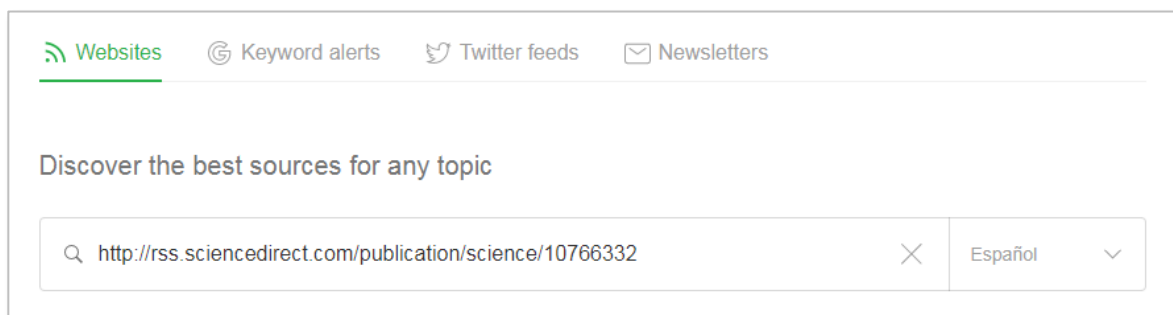 Websites Keyword alerts Twitter feeds Newsletters
Discover the best sources for any topic
http://rss.sciencedirect.com/publication/science/10766332 Español